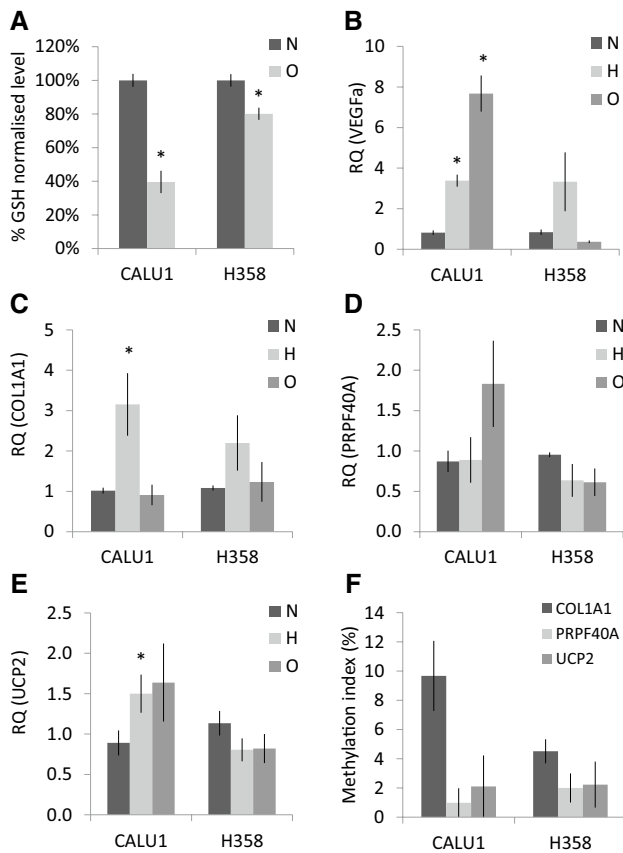 A
120%
100%
80%
60%
40%
20%
0%
% GSH normalised level
N
O
*
*
CALU1 H358
B
10
8
6
4
2
0
RQ (VEGFa)
N
H
O
*
*
CALU1 H358
C
5
4
3
2
1
0
RQ (COL1A1)
N
H
O
*
CALU1 H358
D
2.5
2.0
1.5
1.0
0.5
0.0
RQ (PRPF40A)
N
H
O
CALU1 H358
E
2.5
2.0
1.5
1.0
0.5
0.0
RQ (UCP2)
N
H
O
*
CALU1 H358
F
14
12
10
8
6
4
2
0
Methylation index (%)
COL1A1
PRPF40A
UCP2
CALU1 H358